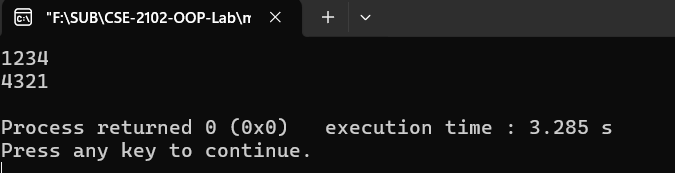 "F:\SUB\CSE-2102-OOP-Lab\m
1234
4321
Process returned 0 (0x0)   execution time : 3.285 s
Press any key to continue.